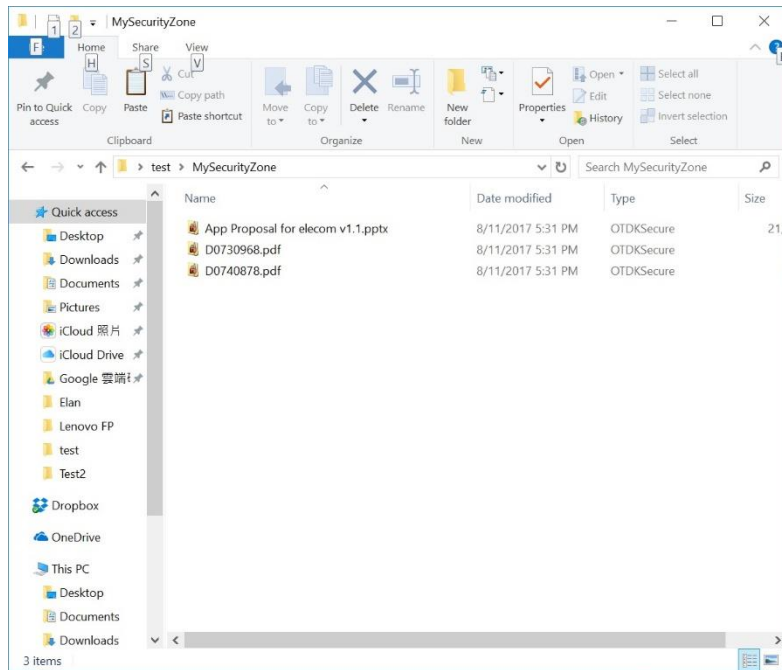 1 2 MySecurityZone
F Home Share View
H S V
Pin to Quick access
Copy
Paste
Cut
Copy path
Paste shortcut
Clipboard
Move to
Copy to
Delete
Rename
Organize
New folder
New
Properties
Open
Edit
History
Open
Select all
Select none
Invert selection
Select
test > MySecurityZone
Search MySecurityZone
Name Date modified Type Size
App Proposal for elecom v1.1.pptx 8/11/2017 5:31 PM OTDKSecure 21,
D0730968.pdf 8/11/2017 5:31 PM OTDKSecure
D0740878.pdf 8/11/2017 5:31 PM OTDKSecure
Quick access
Desktop
Downloads
Documents
Pictures
iCloud 照片
iCloud Drive
Google 雲端
Elan
Lenovo FP
test
Test2
Dropbox
OneDrive
This PC
Desktop
Documents
Downloads
3 items